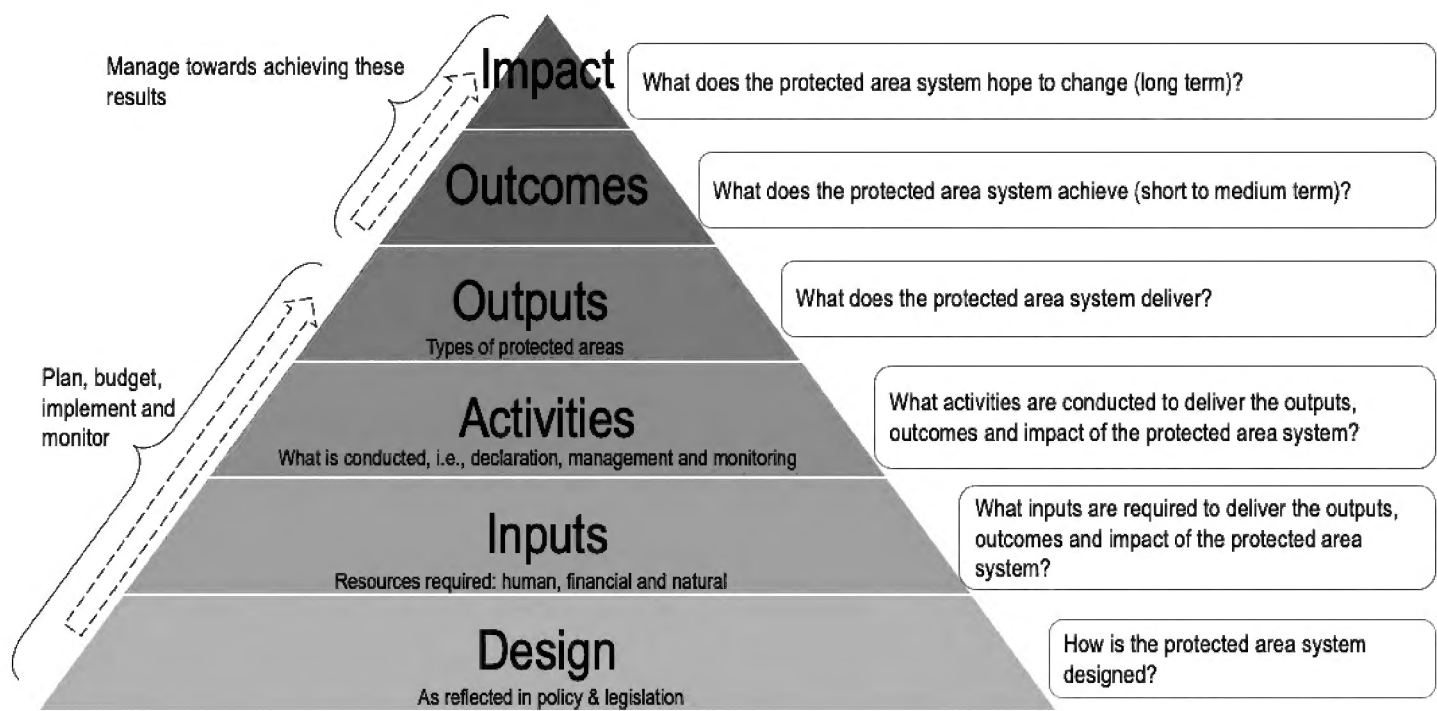 Manage towards achieving these
results
Impact
What does the protected area system hope to change (long term)?
Outcomes
What does the protected area system achieve (short to medium term)?
Outputs
Types of protected areas
What does the protected area system deliver?
Plan, budget,
implement and
monitor
Activities
What is conducted, i.e., declaration, management and monitoring
What activities are conducted to deliver the outputs,
outcomes and impact of the protected area system?
Inputs
Resources required: human, financial and natural
What inputs are required to deliver the outputs,
outcomes and impact of the protected area
system?
Design
As reflected in policy & legislation
How is the protected area system
designed?